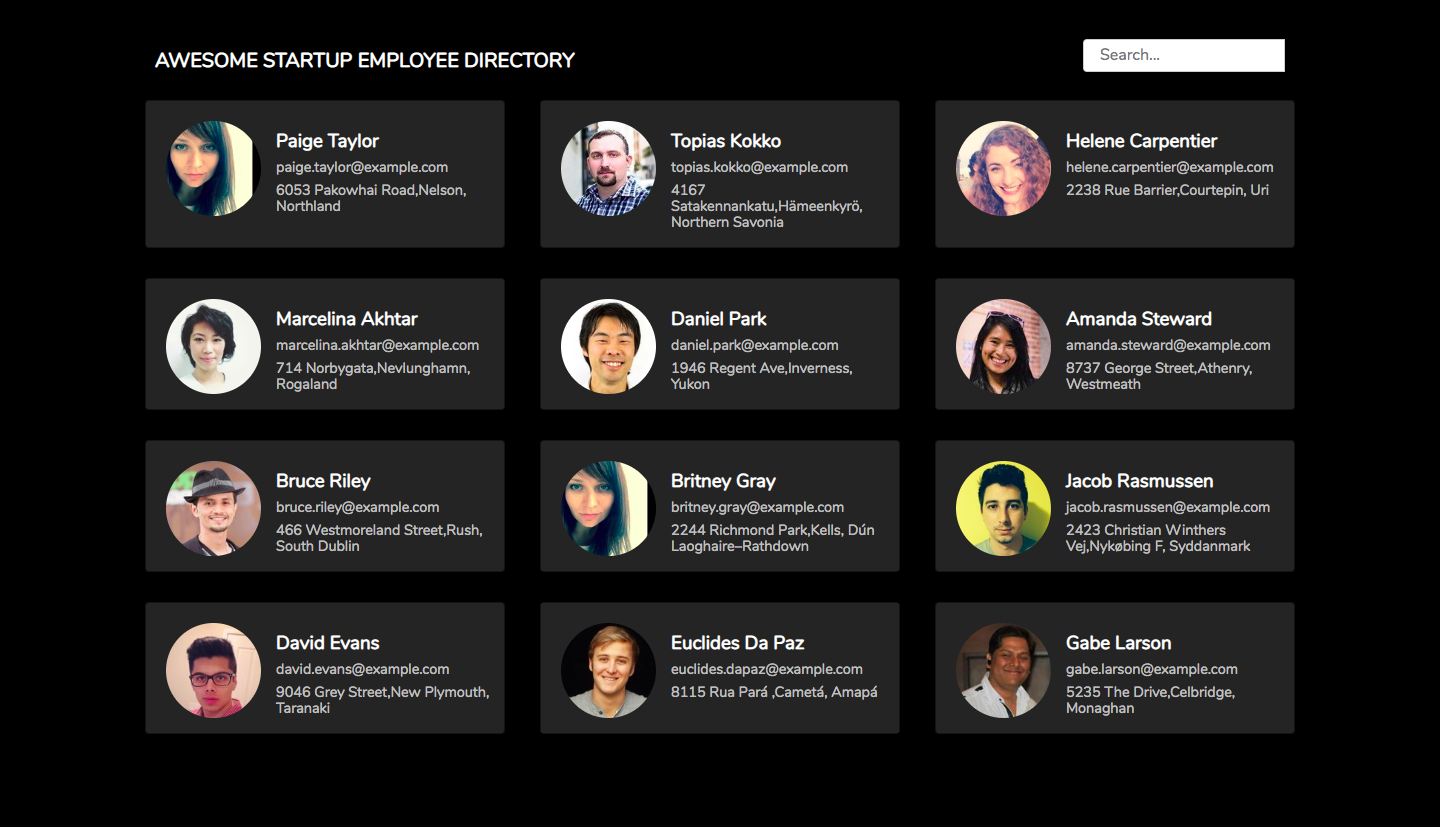 AWESOME STARTUP EMPLOYEE DIRECTORY
Search...
Paige Taylor
paige.taylor@example.com
6053 Pakowhai Road,Nelson,
Northland
Topias Kokko
topias.kokko@example.com
4167
Satakennankatu,Hämeenkyrö,
Northern Savonia
Helene Carpentier
helene.carpentier@example.com
2238 Rue Barrier,Courtepin, Uri
Marcelina Akhtar
marcelina.akhtar@example.com
714 Norbygata,Nevlunghamn,
Rogaland
Daniel Park
daniel.park@example.com
1946 Regent Ave,Inverness,
Yukon
Amanda Steward
amanda.steward@example.com
8737 George Street,Athenry,
Westmeath
Bruce Riley
bruce.riley@example.com
466 Westmoreland Street,Rush,
South Dublin
Britney Gray
britney.gray@example.com
2244 Richmond Park,Kells, Dún
Laoghaire–Rathdown
Jacob Rasmussen
jacob.rasmussen@example.com
2423 Christian Winthers
Vej,Nykøbing F, Syddanmark
David Evans
david.evans@example.com
9046 Grey Street,New Plymouth,
Taranaki
Euclides Da Paz
euclides.dapaz@example.com
8115 Rua Pará ,Cametá, Amapá
Gabe Larson
gabe.larson@example.com
5235 The Drive,Celbridge,
Monaghan